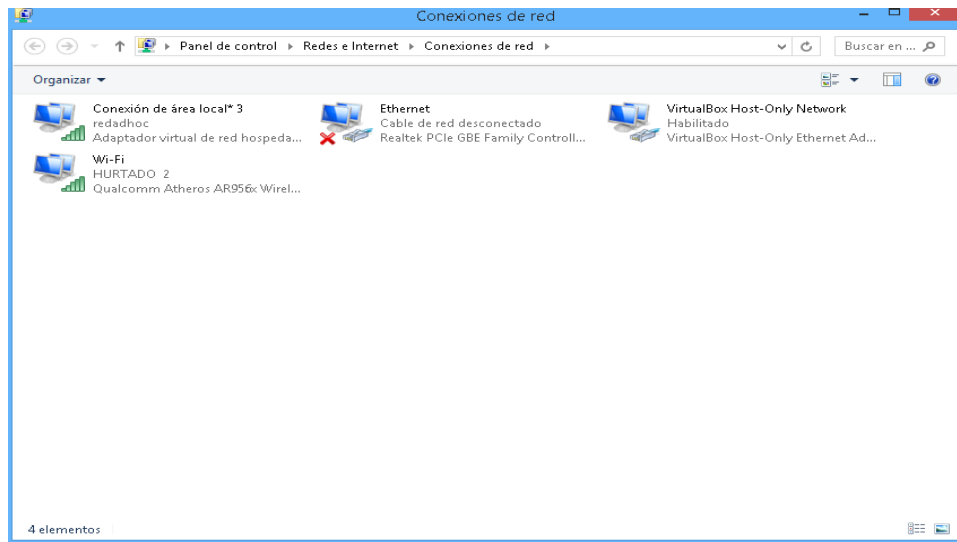 Conexiones de red
Panel de control Redes e Internet Conexiones de red
Buscar en ...
Organizar
Conexión de área local* 3
redadhoc
Adaptador virtual de red hospeda...
Ethernet
Cable de red desconectado
Realtek PCIe GBE Family Controll...
VirtualBox Host-Only Network
Habilitado
VirtualBox Host-Only Ethernet Ad...
Wi-Fi
HURTADO 2
Qualcomm Atheros AR956x Wirel...
4 elementos